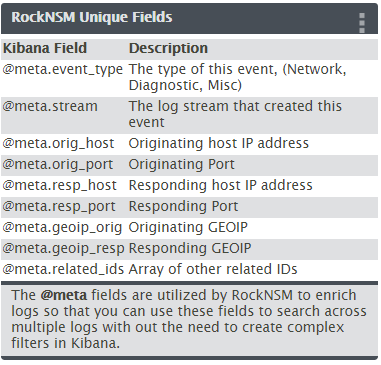 RockNSM Unique Fields
Kibana Field Description
@meta.event_type The type of this event, (Network,
Diagnostic, Misc)
@meta.stream The log stream that created this
event
@meta.orig_host Originating host IP address
@meta.orig_port Originating Port
@meta.resp_host Responding host IP address
@meta.resp_port Responding Port
@meta.geoip_orig Originating GEOIP
@meta.geoip_resp Responding GEOIP
@meta.related_ids Array of other related IDs
The @meta fields are utilized by RockNSM to enrich
logs so that you can use these fields to search across
multiple logs with out the need to create complex
filters in Kibana.